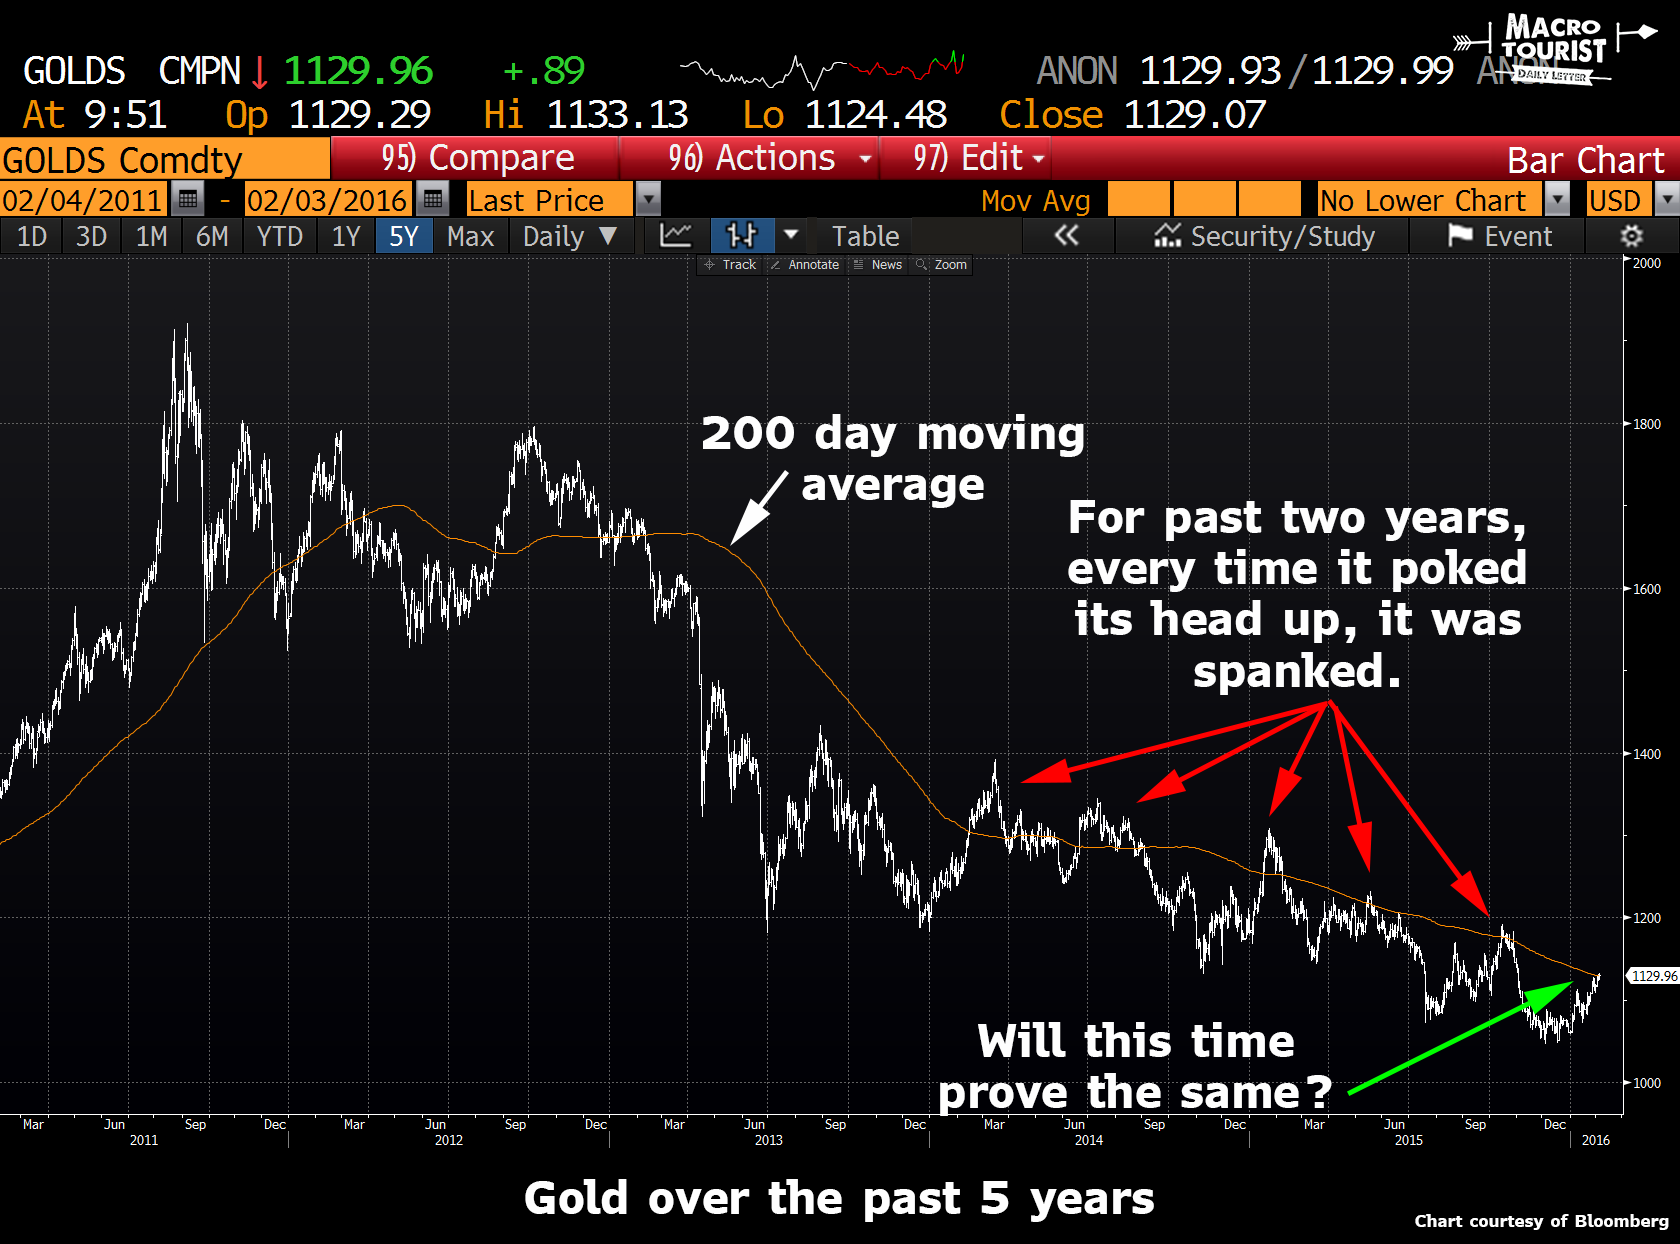 MACRO
TOURIST
DAILY LETTER
GOLDS CMPN ↓ 1129.96 +.89 ANON 1129.93/1129.99
At 9:51 Op 1129.29 Hi 1133.13 Lo 1124.48 Close 1129.07
GOLDS Comdty 95) Compare 96) Actions 97) Edit Bar Chart
02/04/2011 - 02/03/2016 Last Price Mov Avg No Lower Chart USD
1D 3D 1M 6M YTD 1Y 5Y Max Daily ▼ Table « Security/Study Event
Track Annotate News Zoom
2000
1800
1600
1400
1200
1129.96
1000
200 day moving
average
For past two years,
every time it poked
its head up, it was
spanked.
Will this time
prove the same?
Mar Jun Sep Dec Mar Jun Sep Dec Mar Jun Sep Dec Mar Jun Sep Dec Mar Jun Sep Dec
2011 2012 2013 2014 2015 2016
Gold over the past 5 years
Chart courtesy of Bloomberg